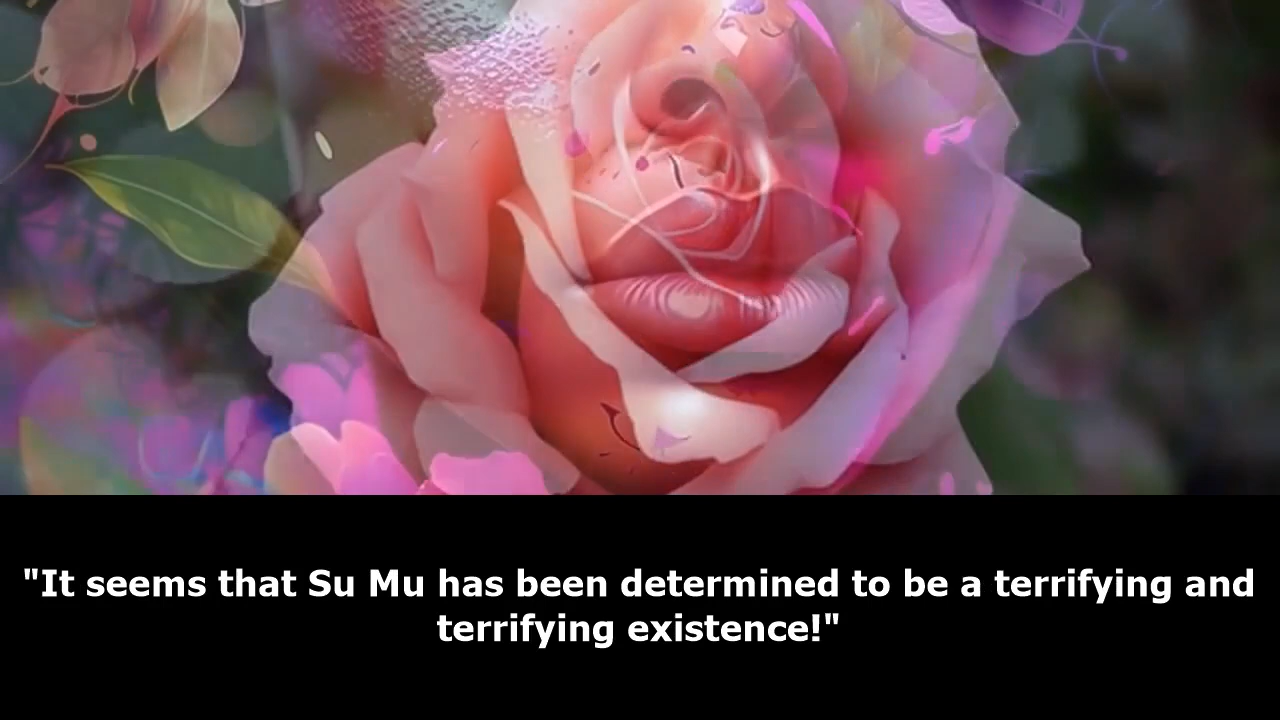 "It seems that Su Mu has been determined to be a terrifying and
terrifying existence!"